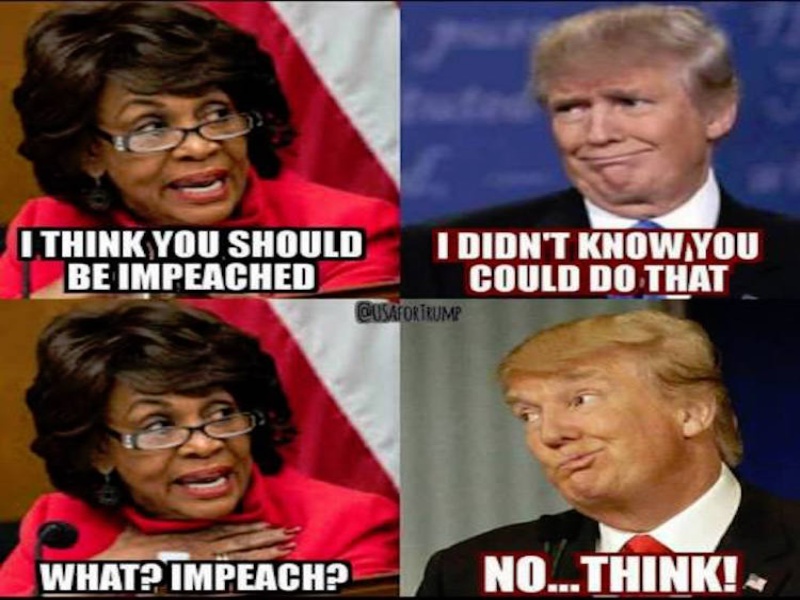 I THINK YOU SHOULD
BE IMPEACHED
I DIDN'T KNOW YOU
COULD DO THAT
@USAFORTRUMP
WHAT? IMPEACH?
NO...THINK!